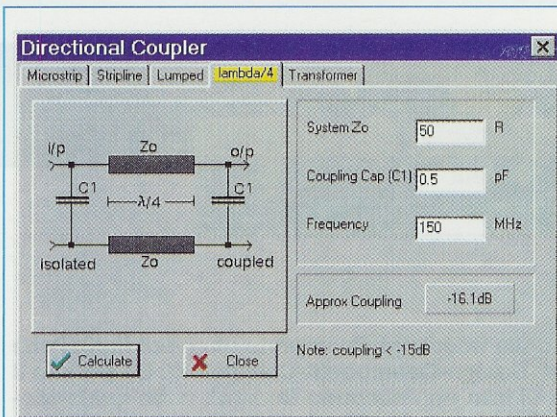 Directional Coupler
Microstrip Stripline Lumped lambda/4 Transformer
i/p Zo o/p
C1 λ/4 C1
isolated Zo coupled
System Zo 50 R
Coupling Cap (C1) 0.5 pF
Frequency 150 MHz
Approx Coupling -16.1dB
Calculate Close
Note: coupling < -15dB